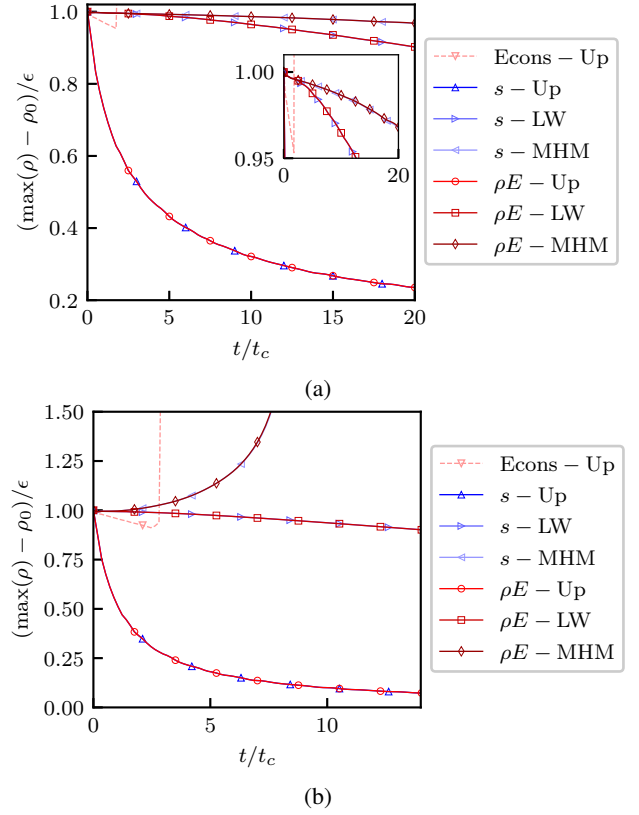 1.0
0.8
0.6
0.4
0.2
(max(ρ) − ρ₀)/ϵ
1.00
0.95
0
20
0
5
10
15
20
t/t_c
Econs − Up
s − Up
s − LW
s − MHM
ρE − Up
ρE − LW
ρE − MHM
(a)
1.50
1.25
1.00
0.75
0.50
0.25
0.00
(max(ρ) − ρ₀)/ϵ
0
5
10
t/t_c
Econs − Up
s − Up
s − LW
s − MHM
ρE − Up
ρE − LW
ρE − MHM
(b)